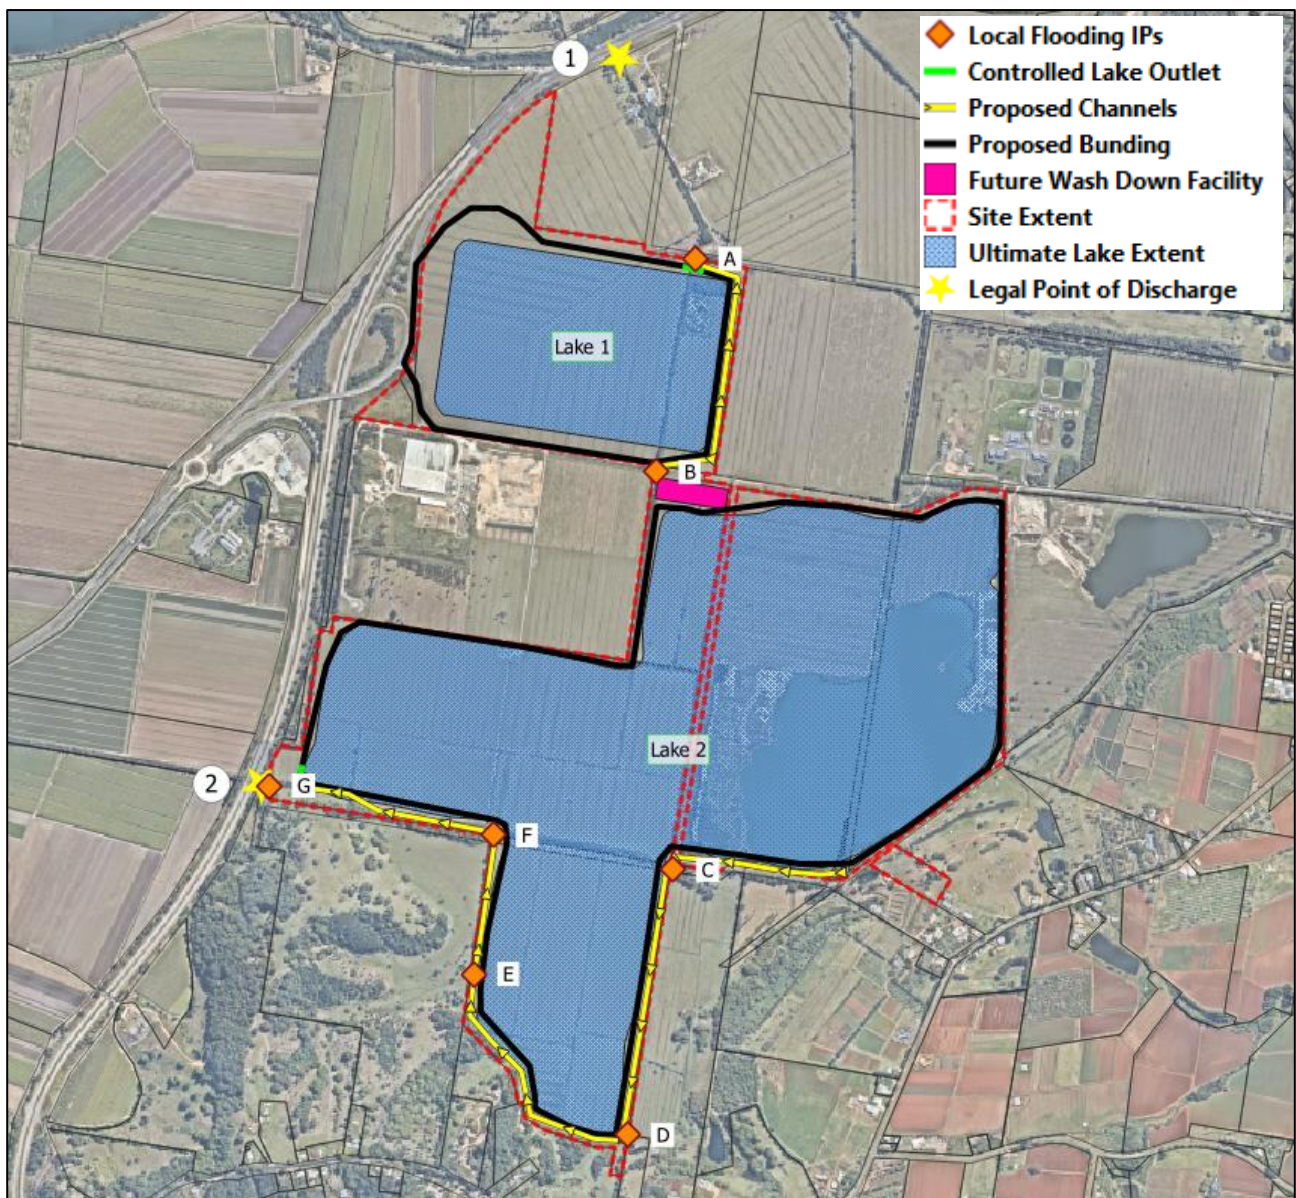 1
Local Flooding IPs
Controlled Lake Outlet
Proposed Channels
Proposed Bunding
Future Wash Down Facility
Site Extent
Ultimate Lake Extent
Legal Point of Discharge
A
Lake 1
B
Lake 2
2
G
F
C
E
D